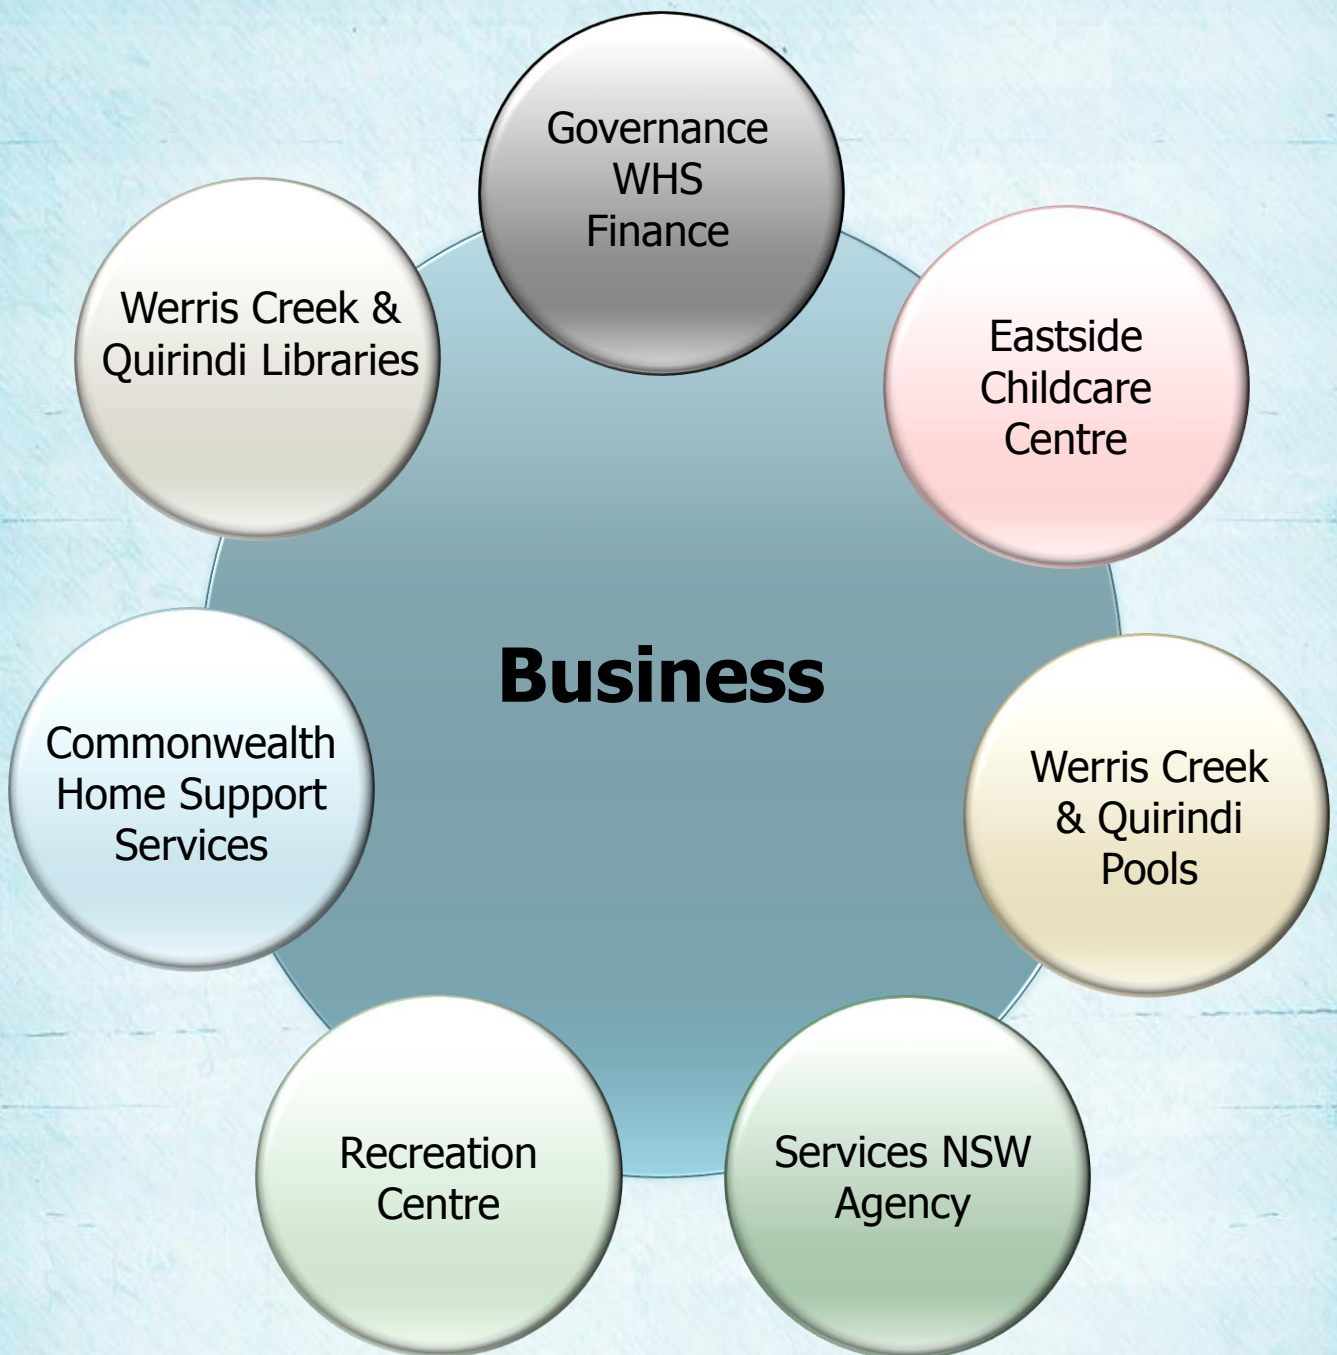 Governance
WHS
Finance
Werris Creek &
Quirindi Libraries
Eastside
Childcare
Centre
Business
Commonwealth
Home Support
Services
Werris Creek
& Quirindi
Pools
Recreation
Centre
Services NSW
Agency